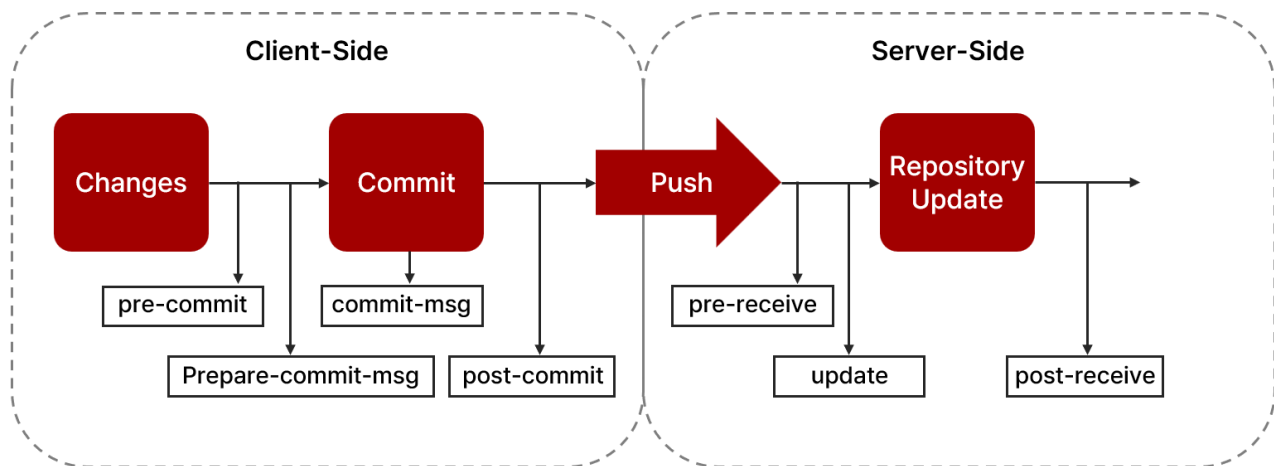 Client-Side
Server-Side
Changes
Commit
Push
Repository
Update
pre-commit
commit-msg
pre-receive
Prepare-commit-msg
post-commit
update
post-receive